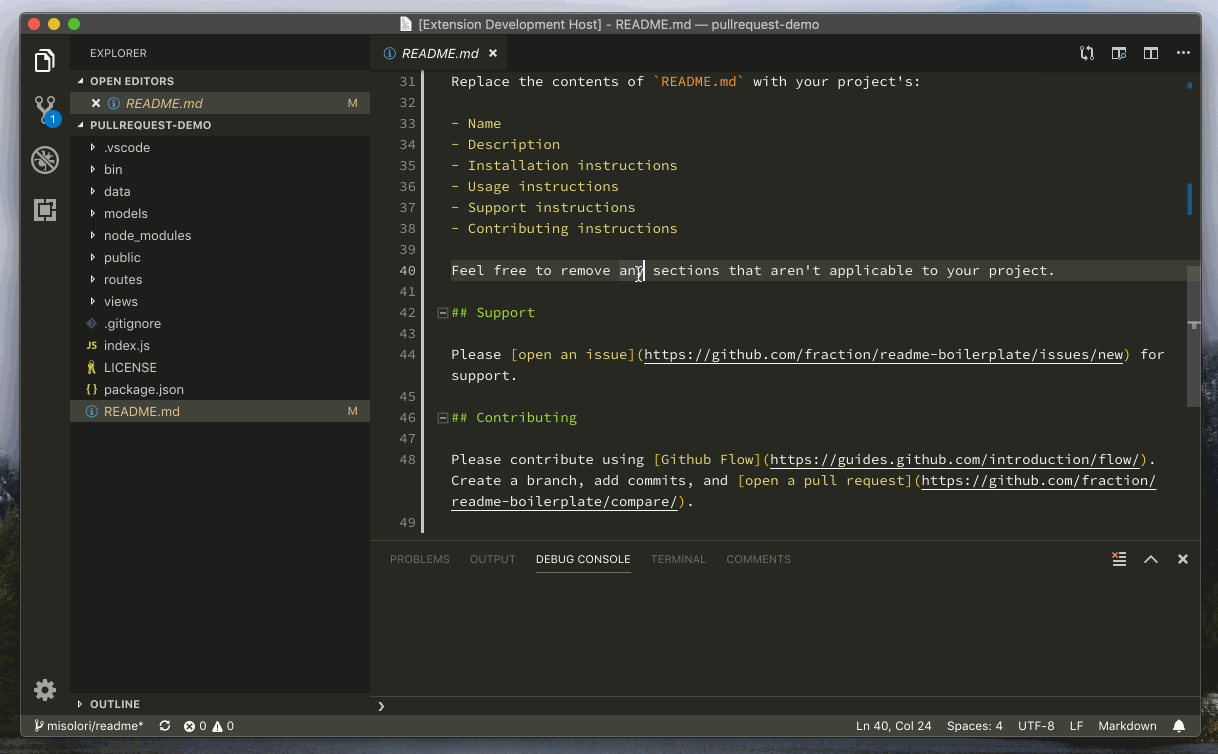 [Extension Development Host] - README.md — pullrequest-demo
EXPLORER
OPEN EDITORS
README.md M
PULLREQUEST-DEMO
.vscode
bin
data
models
node_modules
public
routes
views
.gitignore
JS index.js
LICENSE
{ } package.json
README.md M
OUTLINE
1
README.md
31 Replace the contents of `README.md` with your project's:
32
33 - Name
34 - Description
35 - Installation instructions
36 - Usage instructions
37 - Support instructions
38 - Contributing instructions
39
40 Feel free to remove any sections that aren't applicable to your project.
41
42 ## Support
43
44 Please [open an issue](https://github.com/fraction/readme-boilerplate/issues/new) for
support.
45
46 ## Contributing
47
48 Please contribute using [Github Flow](https://guides.github.com/introduction/flow/).
Create a branch, add commits, and [open a pull request](https://github.com/fraction/
readme-boilerplate/compare/).
49
PROBLEMS OUTPUT DEBUG CONSOLE TERMINAL COMMENTS
misolori/readme* 0 0 Ln 40, Col 24 Spaces: 4 UTF-8 LF Markdown